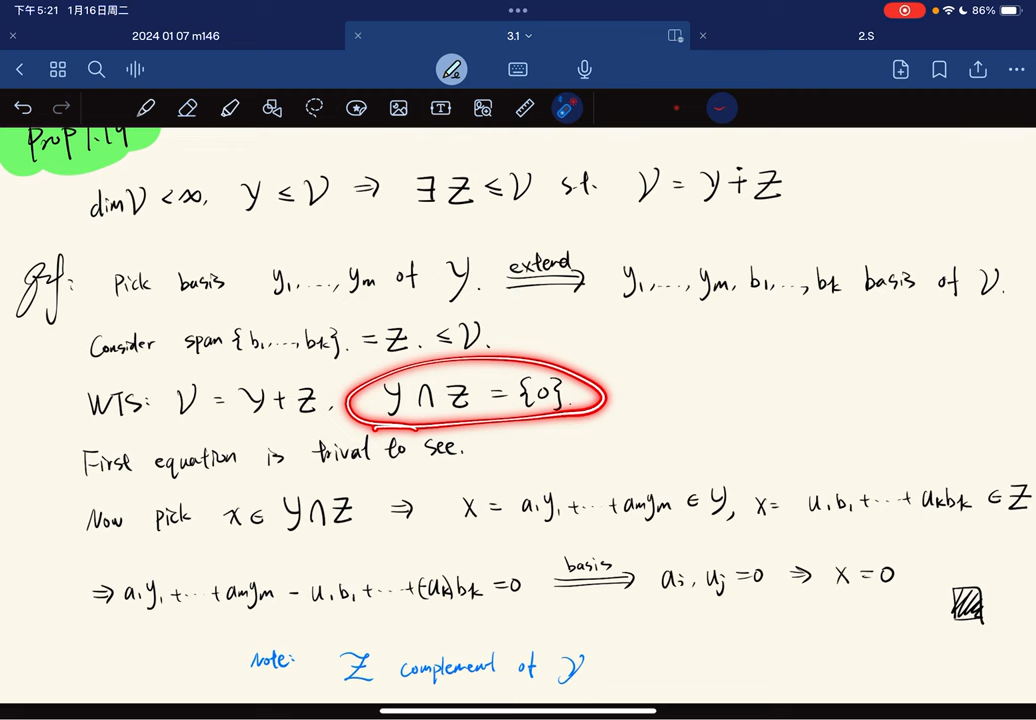 下午5:21 1月16日周二
86%
2024 01 07 m146
3.1
2.S
Prop 1.19
dim V < ∞, Y ≤ V ⇒ ∃ Z ≤ V s.t. V = Y ∔ Z
pf: Pick basis y₁, ..., yₘ of Y. extend ⟹ y₁, ..., yₘ, b₁, ..., bₖ basis of V.
Consider span {b₁, ..., bₖ}. = Z. ≤ V.
WTS: V = Y + Z, Y ∩ Z = {0}.
First equation is trival to see.
Now pick x ∈ Y ∩ Z ⇒ x = a₁y₁ + ... + aₘyₘ ∈ Y, x = u₁b₁ + ... + uₖbₖ ∈ Z
⇒ a₁y₁ + ... + aₘyₘ - u₁b₁ + ... + (-uₖ)bₖ = 0 basis ⟹ aᵢ, uⱼ = 0 ⇒ x = 0
Note: Z complement of Y